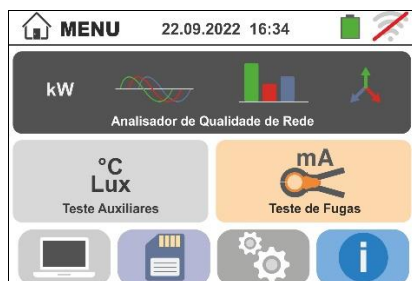 MENU 22.09.2022 16:34
kW
Analisador de Qualidade de Rede
°C
Lux
Teste Auxiliares
mA
Teste de Fugas
i